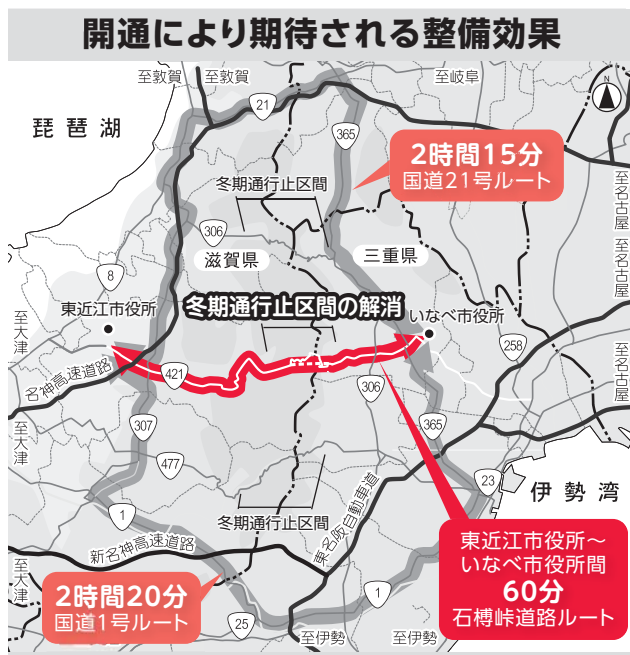 開通により期待される整備効果
至敦賀
至敦賀
至岐阜
N
21
琵琶湖
365
2時間15分
国道21号ルート
至名古屋
冬期通行止区間
306
滋賀県
三重県
至名古屋
8
冬期通行止区間の解消
東近江市役所
いなべ市役所
至大津
258
至名古屋
名神高速道路
421
306
307
365
至大津
477
23
伊勢湾
1
冬期通行止区間
東名阪自動車道
東近江市役所~
いなべ市役所間
60分
石榑峠道路ルート
新名神高速道路
至大津
2時間20分
国道1号ルート
1
25
至伊勢
至伊勢